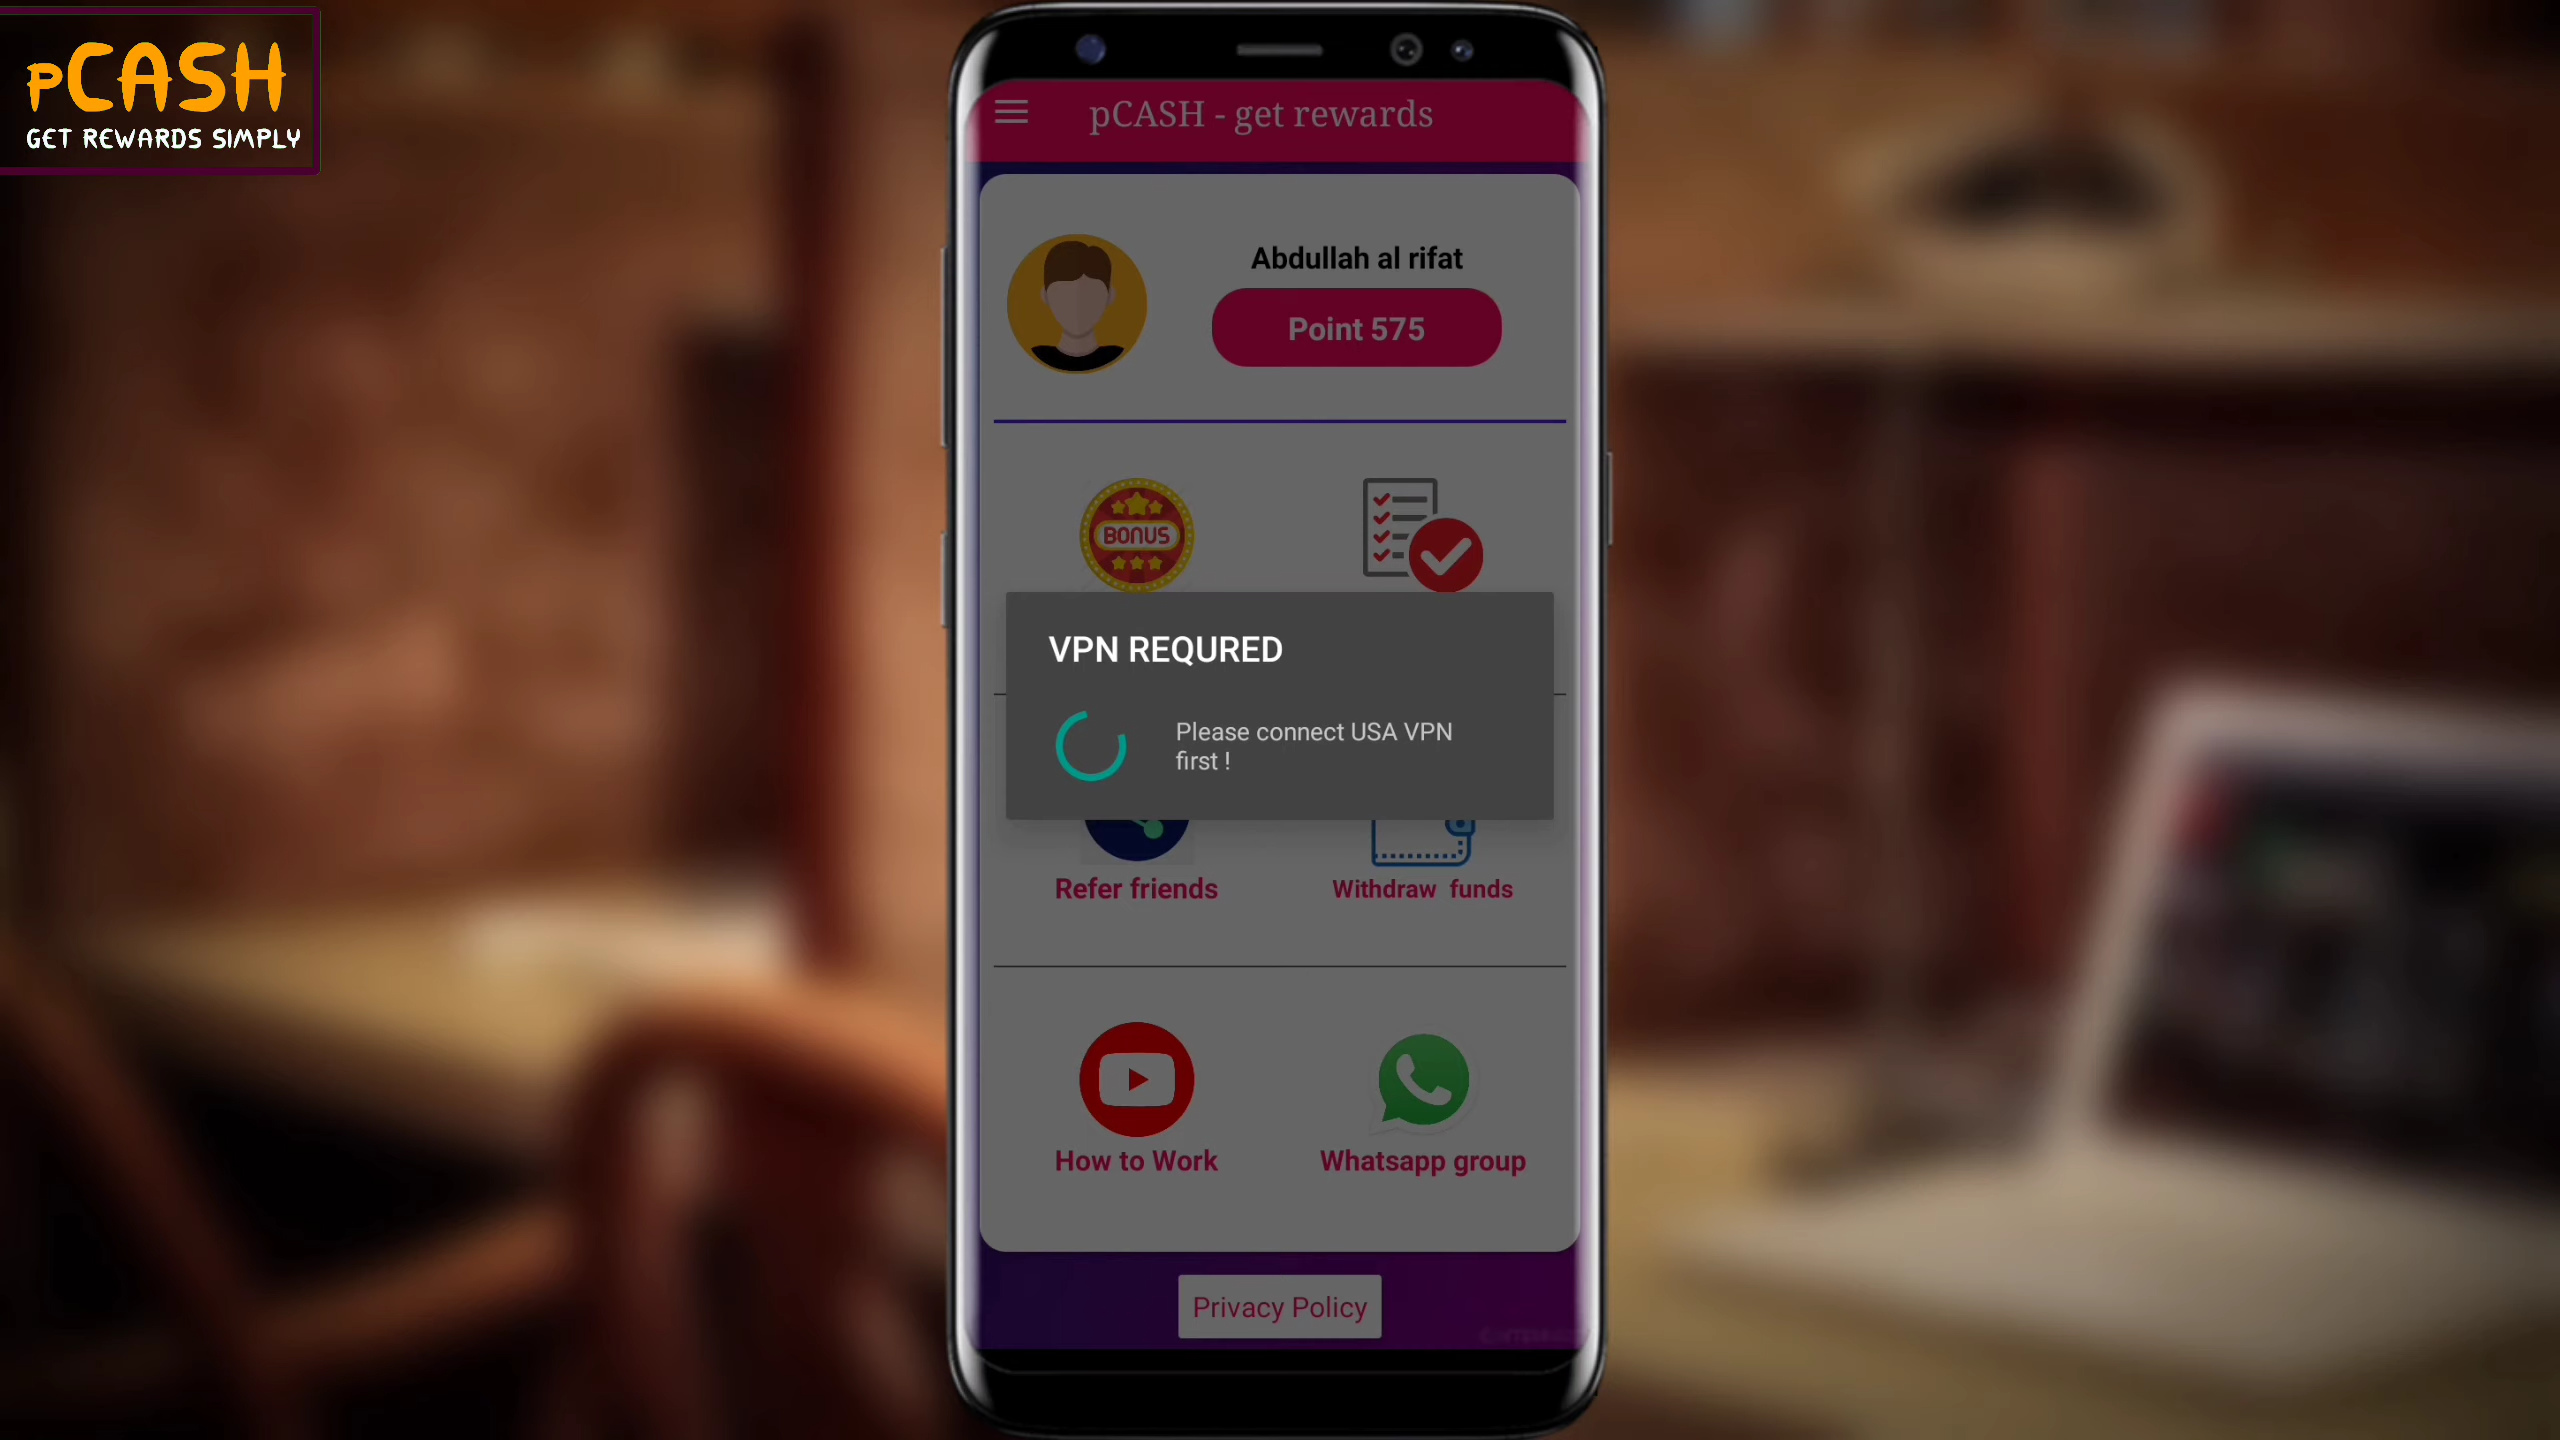 pCASH
GET REWARDS SIMPLY
pCASH - get rewards
Abdullah al rifat
Point 575
BONUS
VPN REQURED
Please connect USA VPN
first !
Refer friends
Withdraw funds
How to Work
Whatsapp group
Privacy Policy